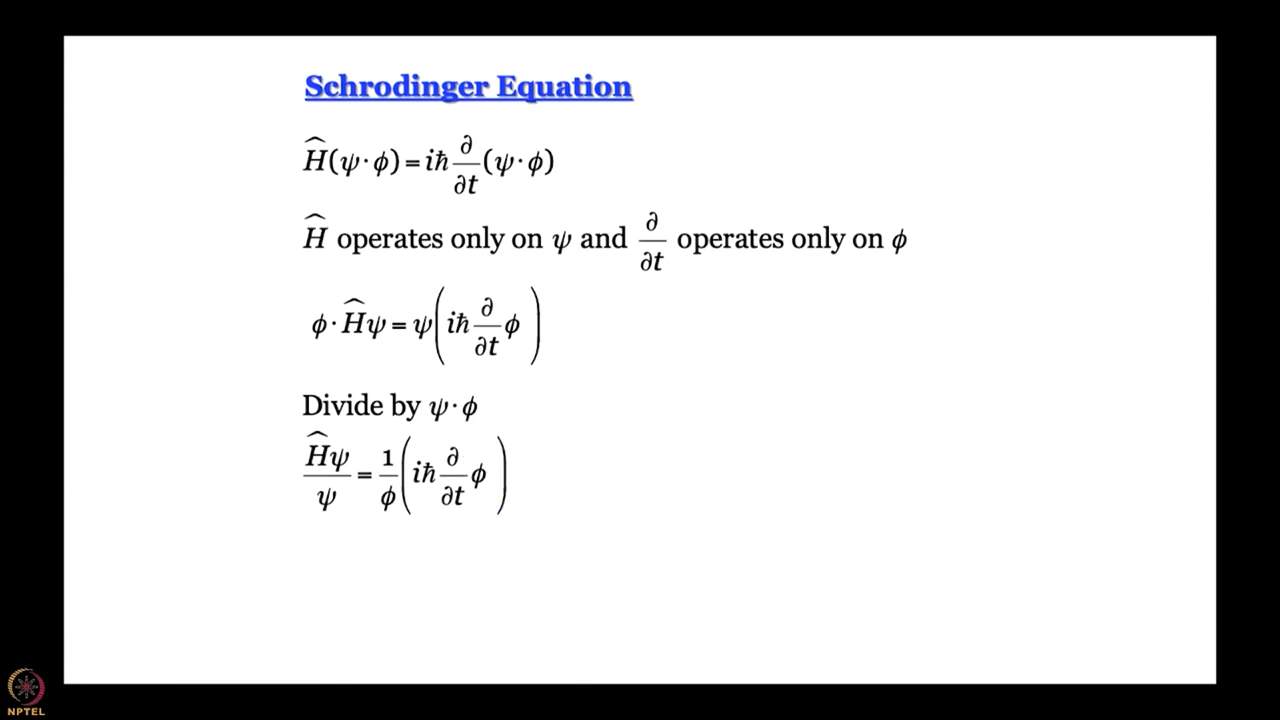 Schrodinger Equation
Ĥ(ψ·ϕ) = iħ ∂/∂t (ψ·ϕ)
Ĥ operates only on ψ and ∂/∂t operates only on ϕ
ϕ·Ĥψ = ψ(iħ ∂/∂t ϕ)
Divide by ψ·ϕ
Ĥψ/ψ = 1/ϕ (iħ ∂/∂t ϕ)
NPTEL